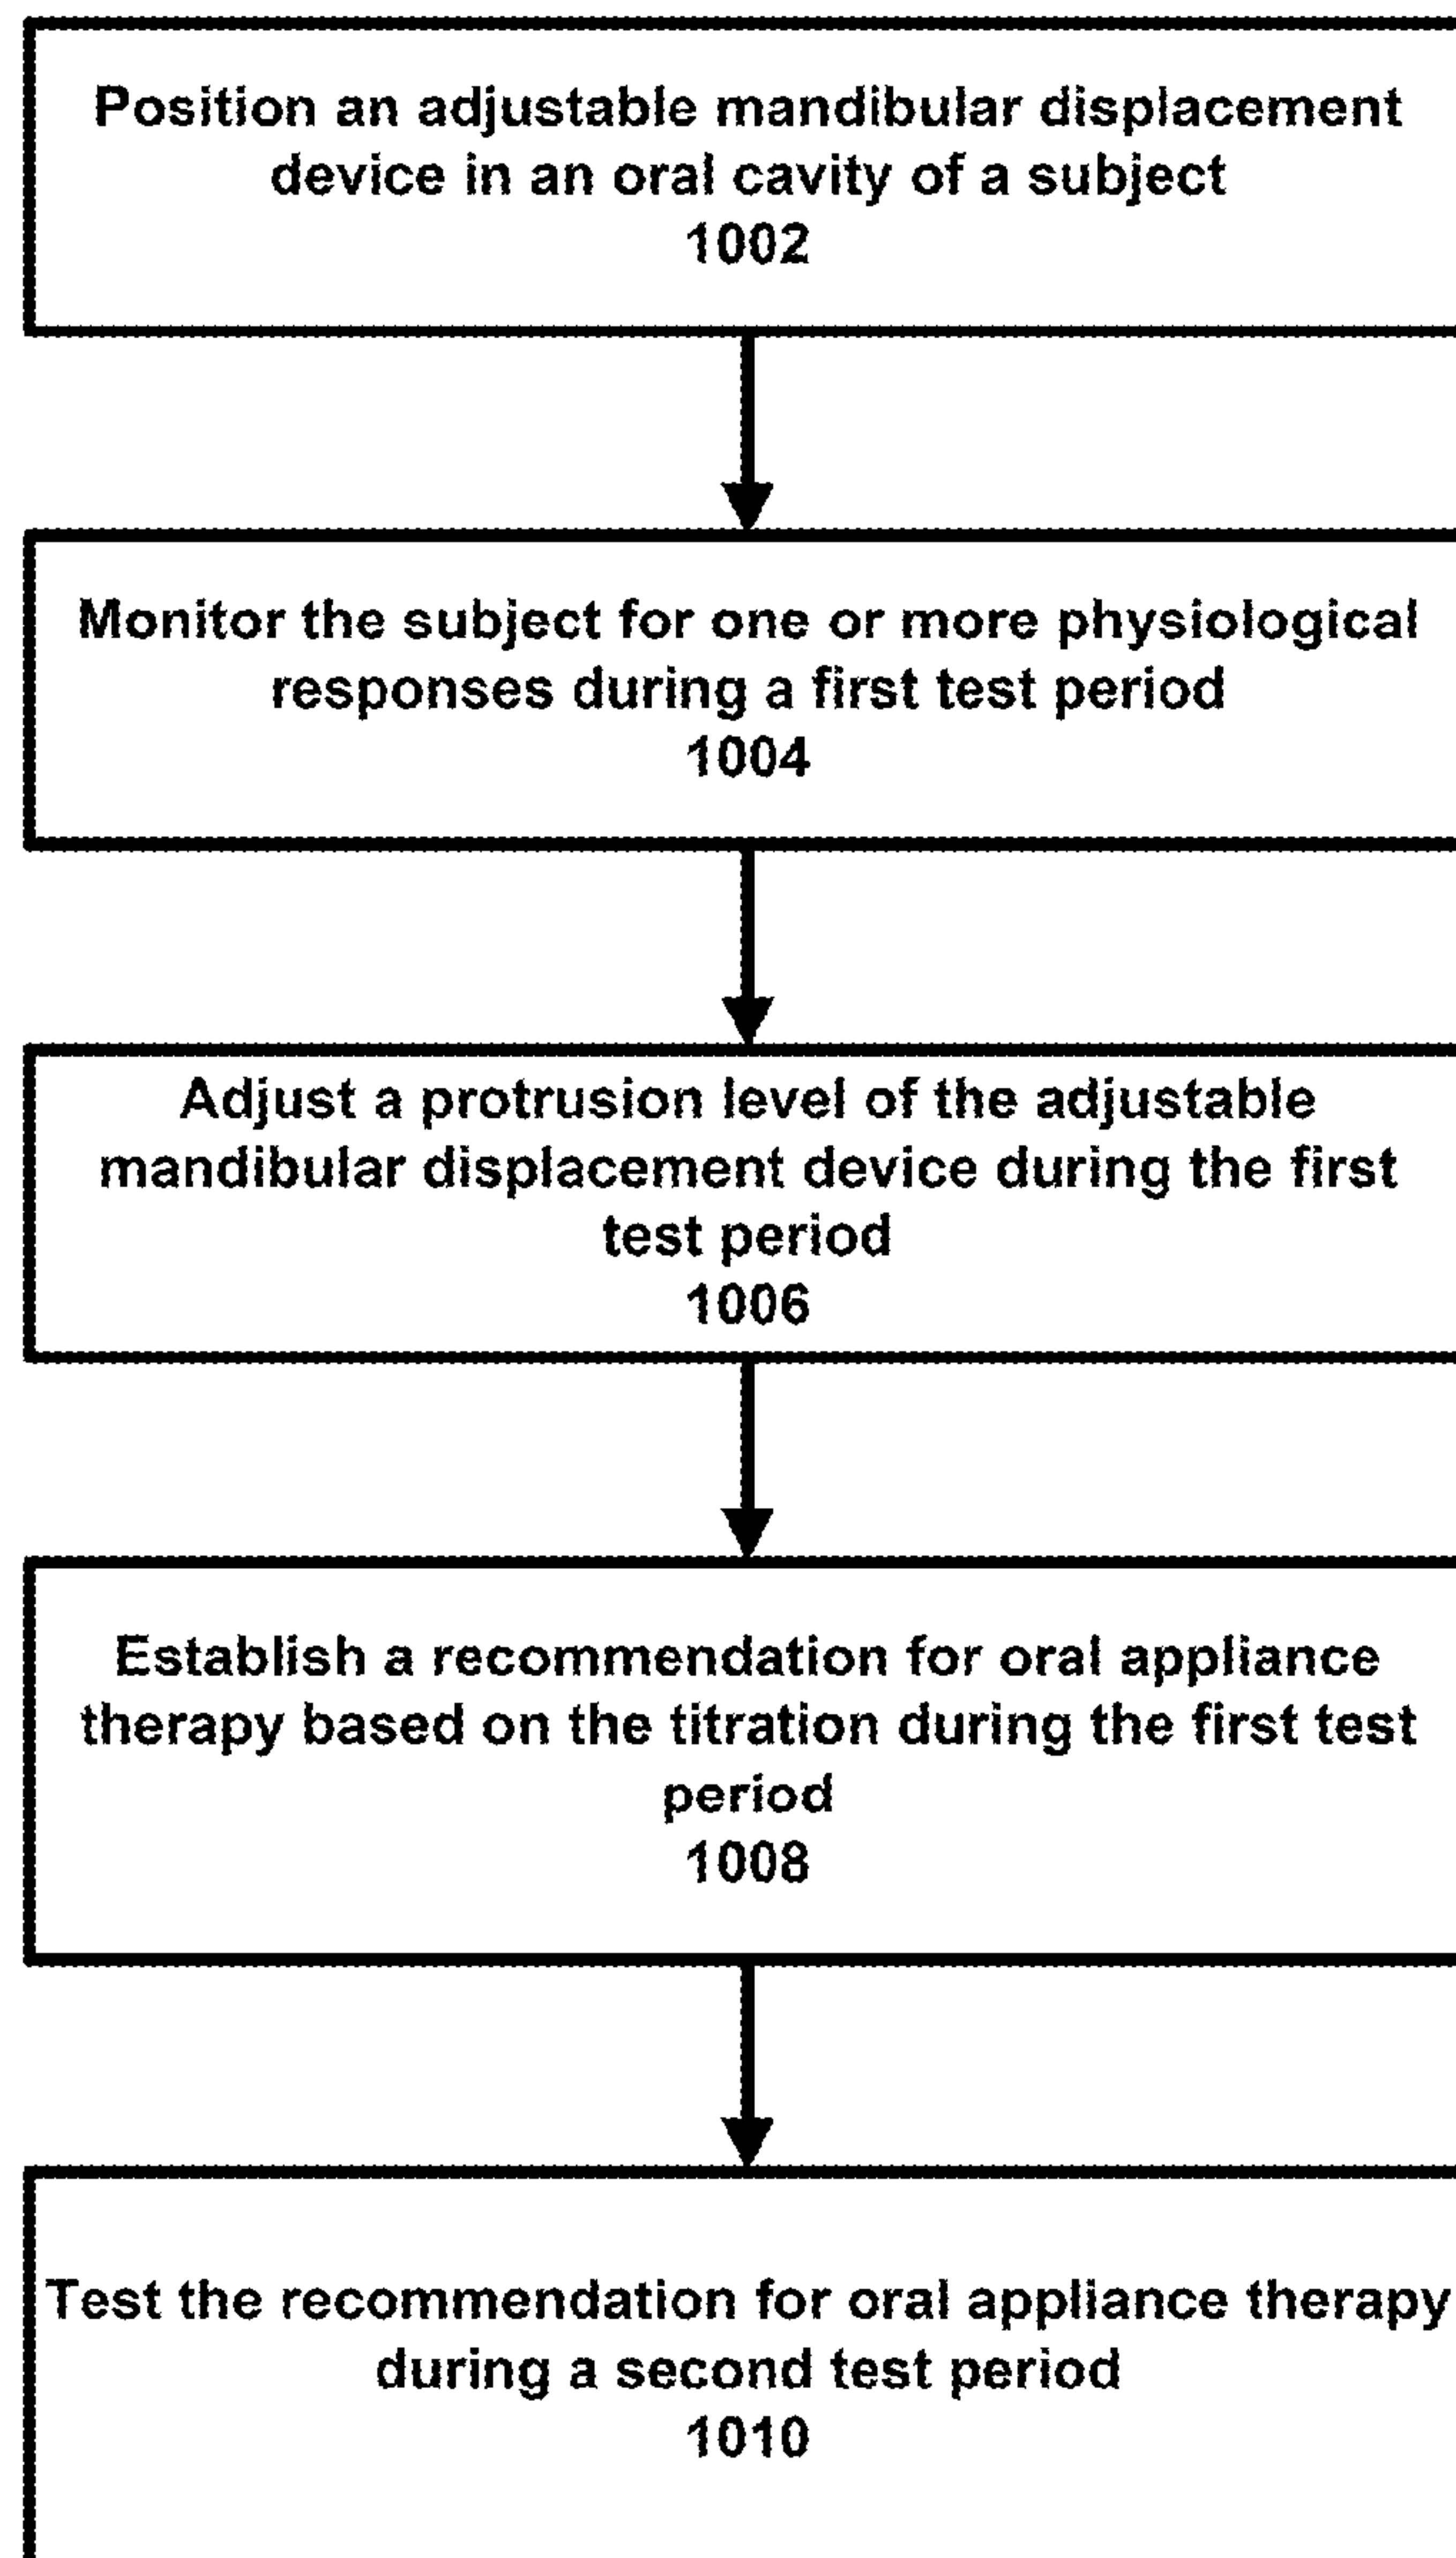 Position an adjustable mandibular displacement
device in an oral cavity of a subject
1002
Monitor the subject for one or more physiological
responses during a first test period
1004
Adjust a protrusion level of the adjustable
mandibular displacement device during the first
test period
1006
Establish a recommendation for oral appliance
therapy based on the titration during the first test
period
1008
Test the recommendation for oral appliance therapy
during a second test period
1010